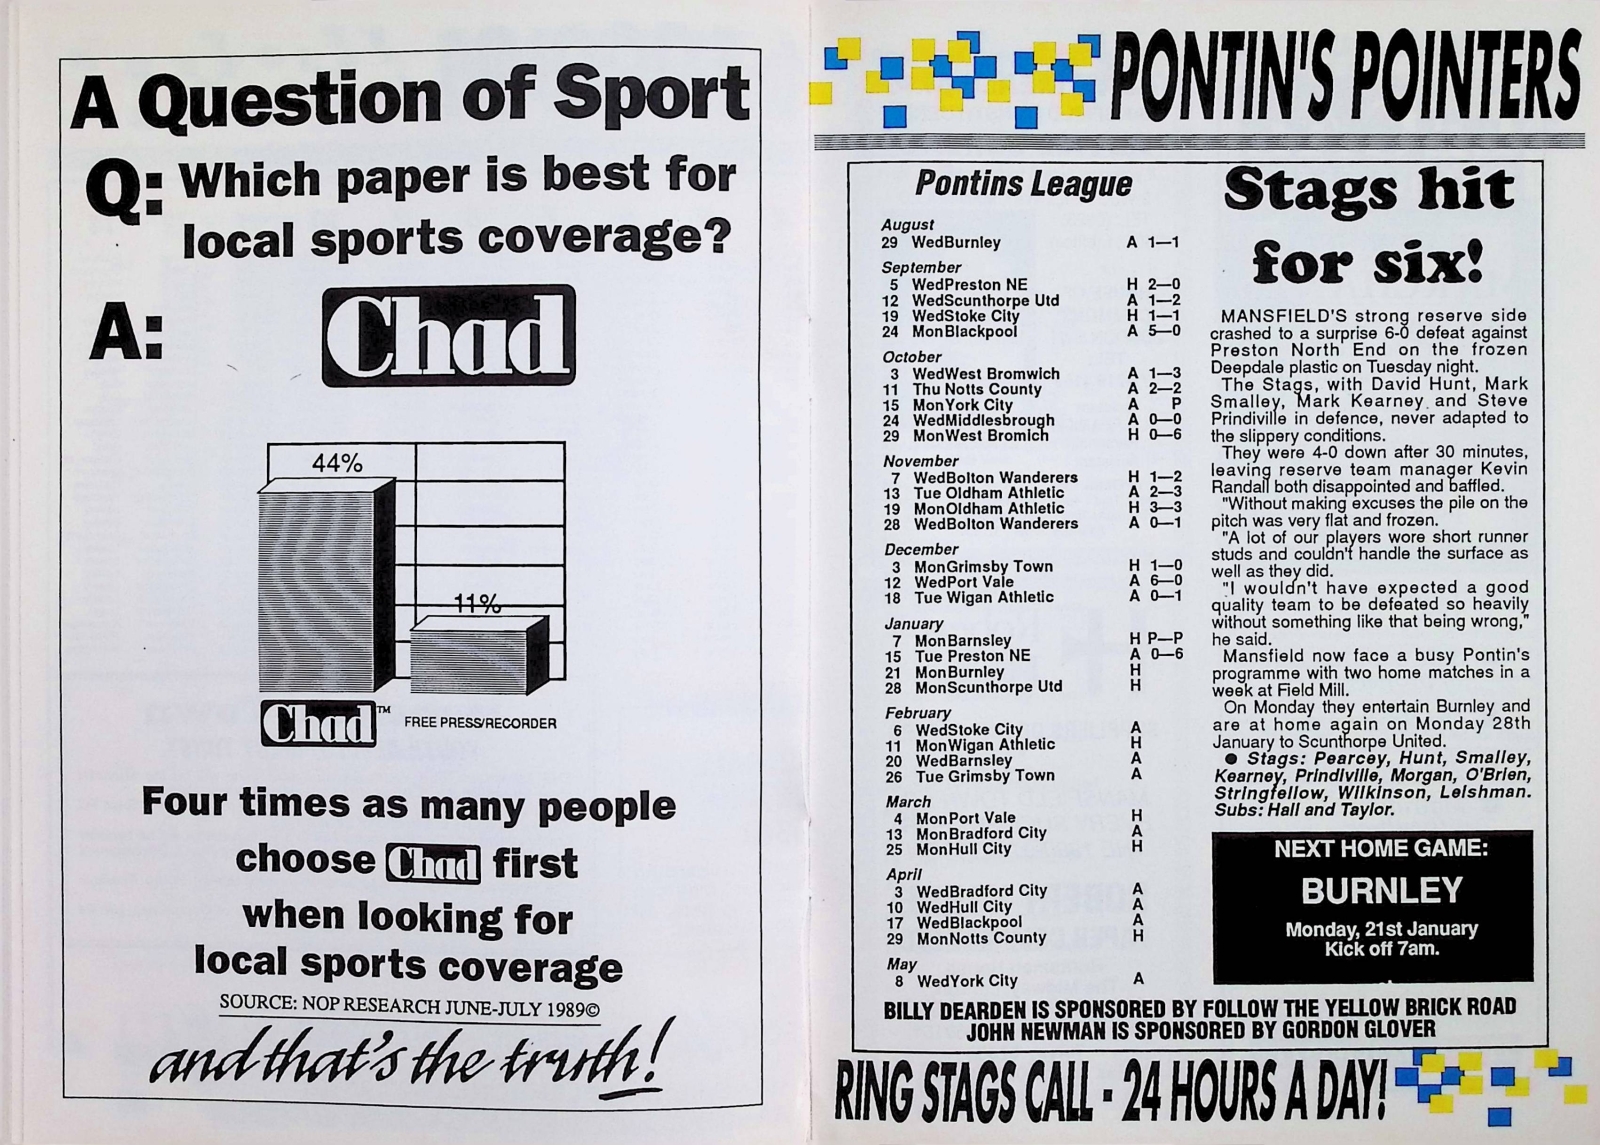 A Question of Sport
Q: Which paper is best for
local sports coverage?
A: Chad
44%
11%
Chad™ FREE PRESS/RECORDER
Four times as many people
choose Chad first
when looking for
local sports coverage
SOURCE: NOP RESEARCH JUNE-JULY 1989©
and that's the truth!
PONTIN'S POINTERS
Pontins League
August
29 WedBurnley A 1—1
September
5 WedPreston NE H 2—0
12 WedScunthorpe Utd A 1—2
19 WedStoke City H 1—1
24 MonBlackpool A 5—0
October
3 WedWest Bromwich A 1—3
11 Thu Notts County A 2—2
15 MonYork City A P
24 WedMiddlesbrough A 0—0
29 MonWest Bromich H 0—6
November
7 WedBolton Wanderers H 1—2
13 Tue Oldham Athletic A 2—3
19 MonOldham Athletic H 3—3
28 WedBolton Wanderers A 0—1
December
3 MonGrimsby Town H 1—0
12 WedPort Vale A 6—0
18 Tue Wigan Athletic A 0—1
January
7 MonBarnsley H P—P
15 Tue Preston NE A 0—6
21 MonBurnley H
28 MonScunthorpe Utd H
February
6 WedStoke City A
11 MonWigan Athletic H
20 WedBarnsley A
26 Tue Grimsby Town A
March
4 MonPort Vale H
13 MonBradford City A
25 MonHull City H
April
3 WedBradford City A
10 WedHull City A
17 WedBlackpool A
29 MonNotts County H
May
8 WedYork City A
Stags hit
for six!
MANSFIELD'S strong reserve side
crashed to a surprise 6-0 defeat against
Preston North End on the frozen
Deepdale plastic on Tuesday night.
The Stags, with David Hunt, Mark
Smalley, Mark Kearney and Steve
Prindiville in defence, never adapted to
the slippery conditions.
They were 4-0 down after 30 minutes,
leaving reserve team manager Kevin
Randall both disappointed and baffled.
"Without making excuses the pile on the
pitch was very flat and frozen.
"A lot of our players wore short runner
studs and couldn't handle the surface as
well as they did.
"I wouldn't have expected a good
quality team to be defeated so heavily
without something like that being wrong,"
he said.
Mansfield now face a busy Pontin's
programme with two home matches in a
week at Field Mill.
On Monday they entertain Burnley and
are at home again on Monday 28th
January to Scunthorpe United.
● Stags: Pearcey, Hunt, Smalley,
Kearney, Prindiville, Morgan, O'Brien,
Stringfellow, Wilkinson, Leishman.
Subs: Hall and Taylor.
NEXT HOME GAME:
BURNLEY
Monday, 21st January
Kick off 7am.
BILLY DEARDEN IS SPONSORED BY FOLLOW THE YELLOW BRICK ROAD
JOHN NEWMAN IS SPONSORED BY GORDON GLOVER
RING STAGS CALL - 24 HOURS A DAY!